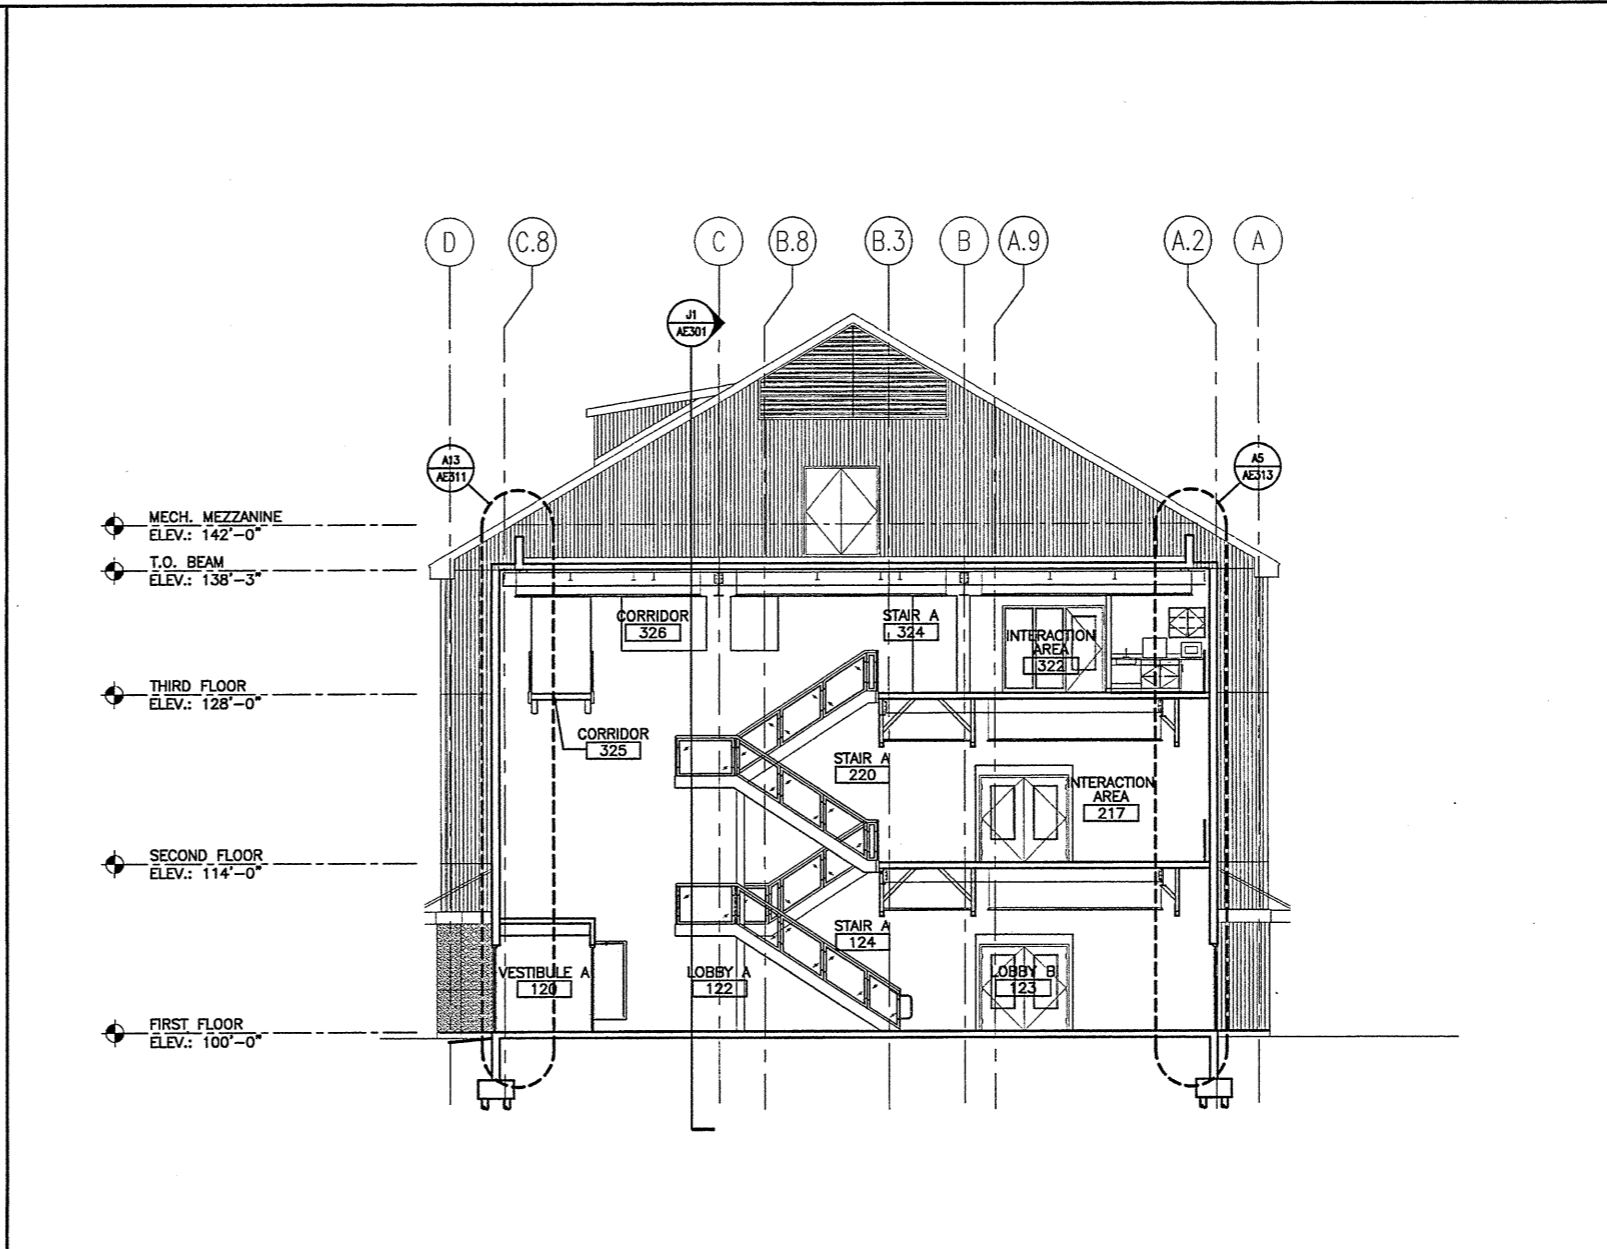 D C.8 C B.8 B.3 B A.9 A.2 A
J1
AE301
A13
AE311
A5
AE313
MECH. MEZZANINE
ELEV.: 142'-0"
T.O. BEAM
ELEV.: 138'-3"
CORRIDOR
326
STAIR A
324
INTERACTION
AREA
322
THIRD FLOOR
ELEV.: 128'-0"
CORRIDOR
325
STAIR A
220
INTERACTION
AREA
217
SECOND FLOOR
ELEV.: 114'-0"
STAIR A
124
VESTIBULE A
120
LOBBY A
122
LOBBY B
123
FIRST FLOOR
ELEV.: 100'-0"